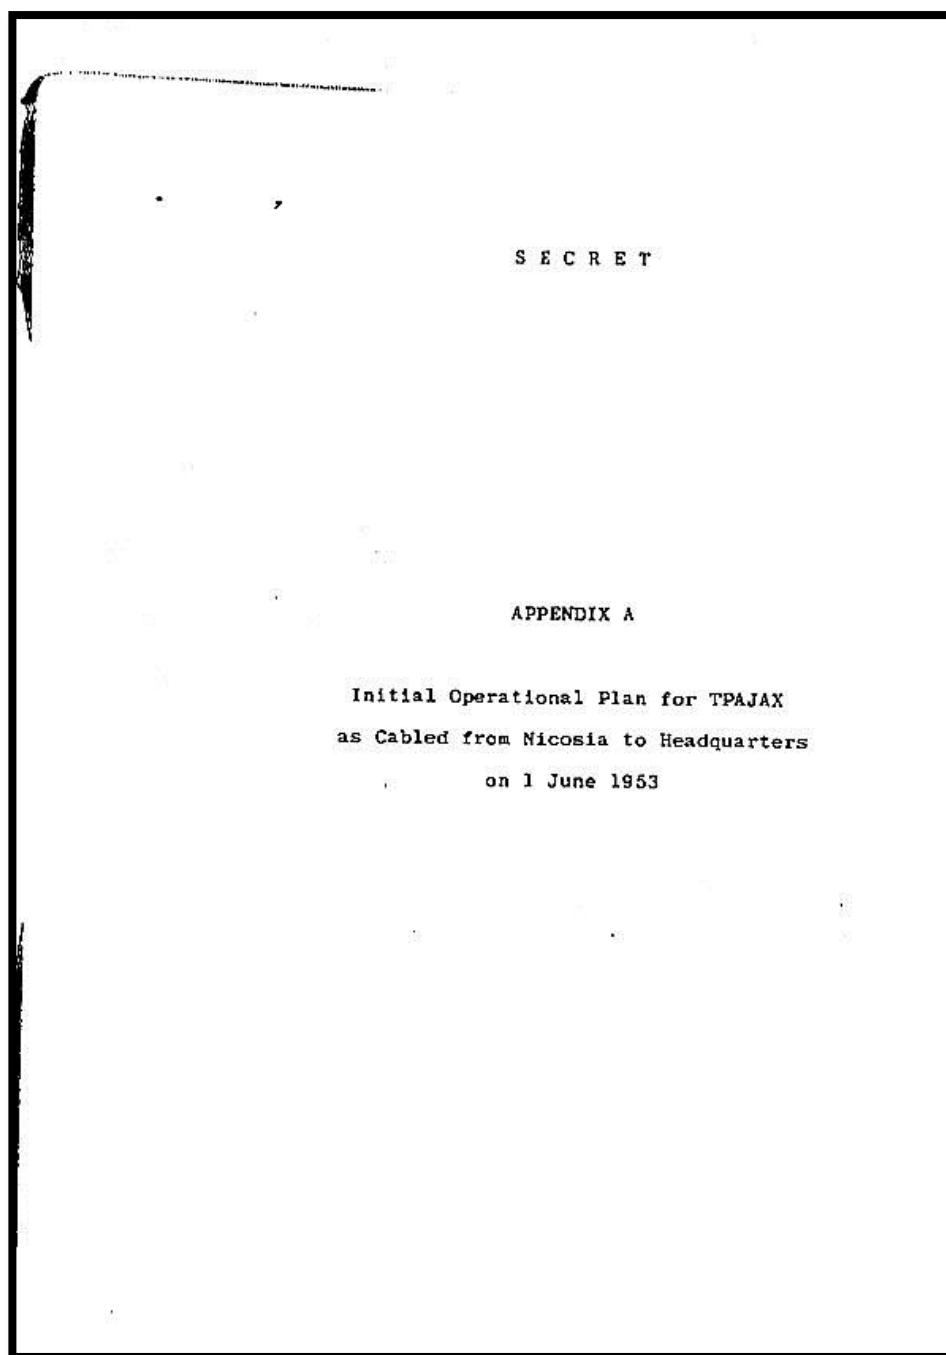 S E C R E T
APPENDIX A
Initial Operational Plan for TPAJAX
as Cabled from Nicosia to Headquarters
on 1 June 1953